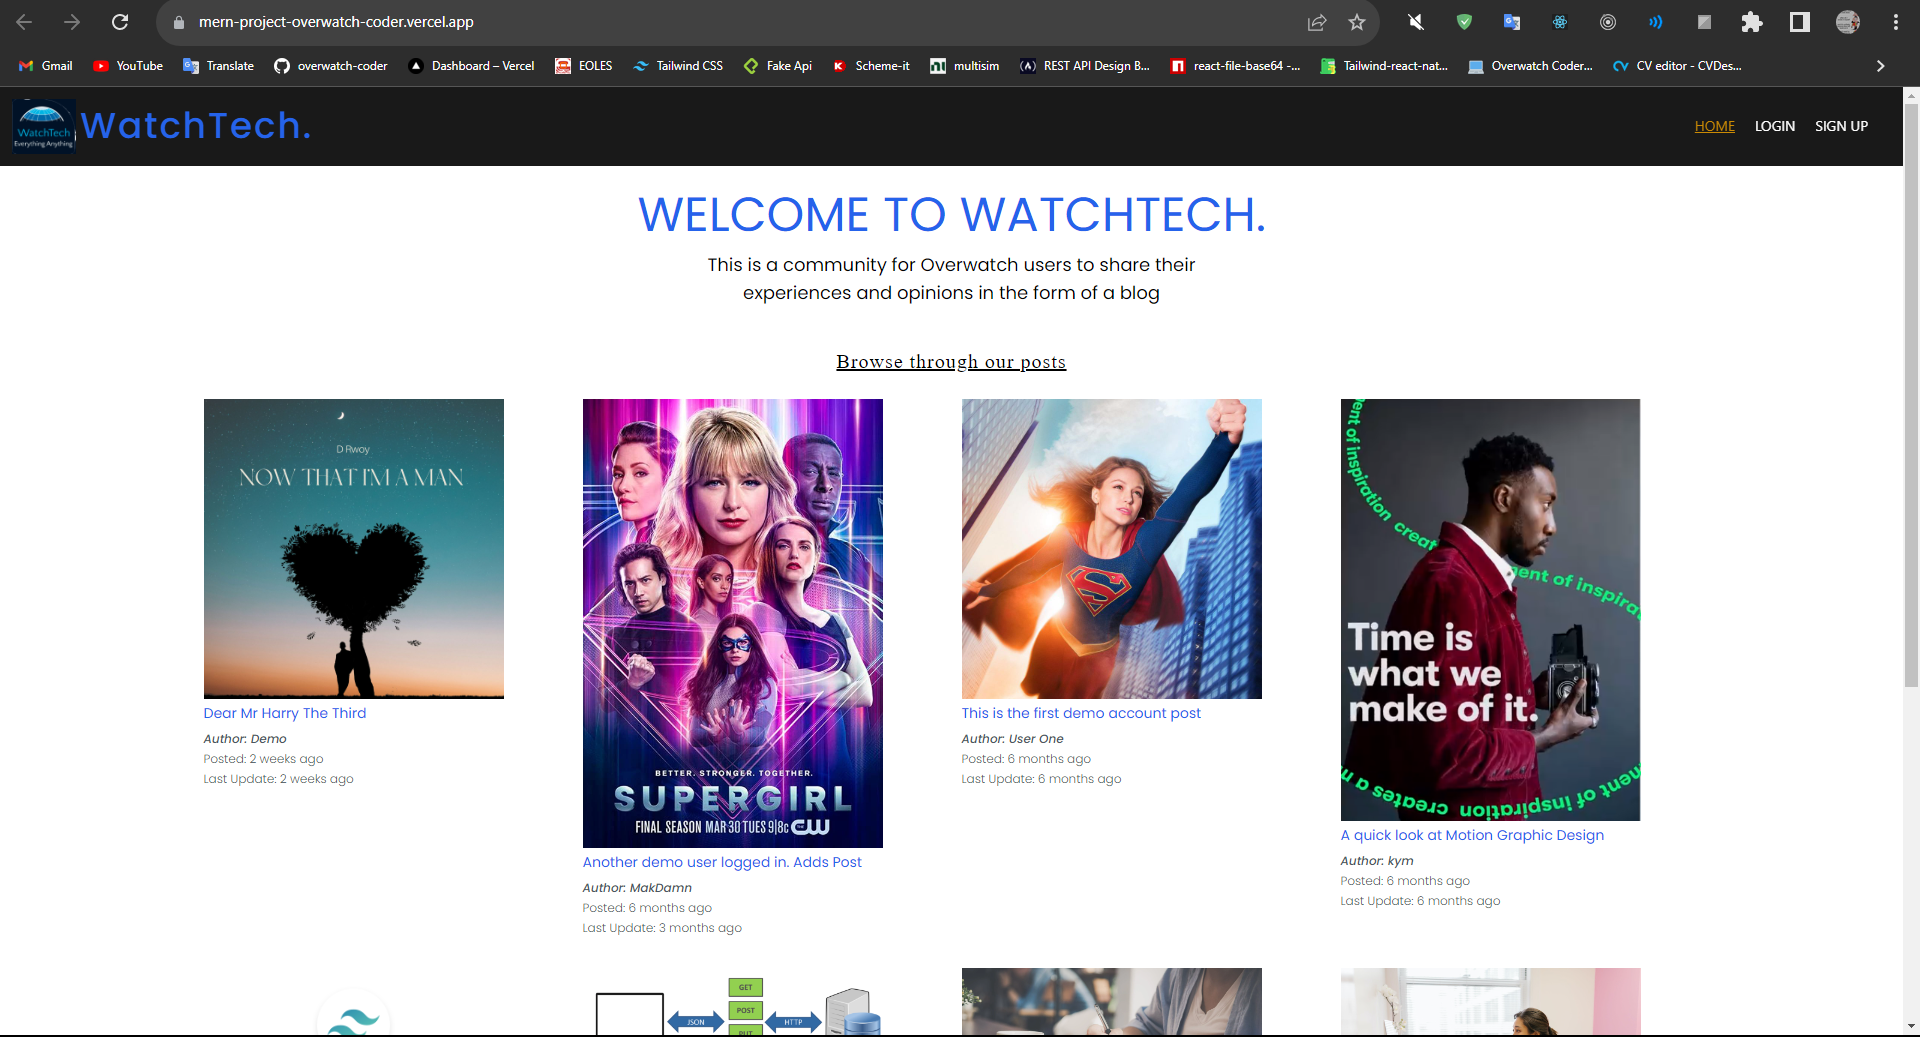 mern-project-overwatch-coder.vercel.app
Gmail
YouTube
Translate
overwatch-coder
Dashboard – Vercel
EOLES
Tailwind CSS
Fake Api
Scheme-it
multisim
REST API Design B...
react-file-base64 -...
Tailwind-react-nat...
Overwatch Coder...
CV editor - CVDes...
WatchTech
Everything Anything
WatchTech.
HOME
LOGIN
SIGN UP
WELCOME TO WATCHTECH.
This is a community for Overwatch users to share their
experiences and opinions in the form of a blog
Browse through our posts
D Rwoy
NOW THAT I'M A MAN
Dear Mr Harry The Third
Author: Demo
Posted: 2 weeks ago
Last Update: 2 weeks ago
BETTER. STRONGER. TOGETHER.
SUPERGIRL
FINAL SEASON MAR 30 TUES 9|8c THE CW
Another demo user logged in. Adds Post
Author: MakDamn
Posted: 6 months ago
Last Update: 3 months ago
S
This is the first demo account post
Author: User One
Posted: 6 months ago
Last Update: 6 months ago
ent of inspiration creat
ent of inspira
Time is
what we
make of it.
ment of inspiration creates a m
A quick look at Motion Graphic Design
Author: kym
Posted: 6 months ago
Last Update: 6 months ago
GET
POST
PUT
JSON
HTTP